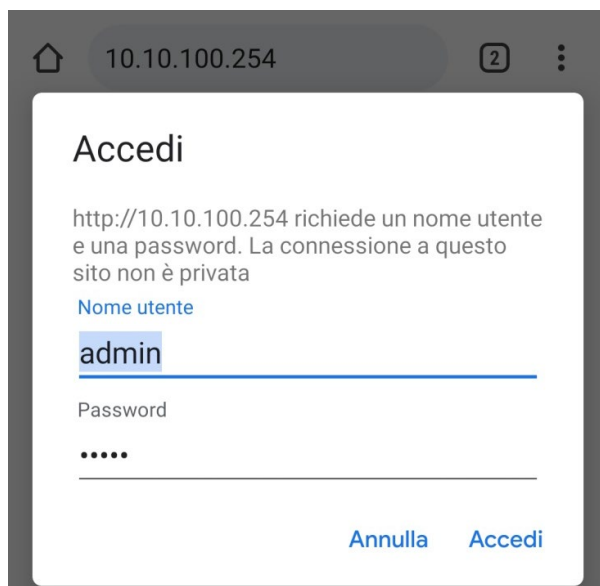 10.10.100.254
2
Accedi
http://10.10.100.254 richiede un nome utente
e una password. La connessione a questo
sito non è privata
Nome utente
admin
Password
•••••
Annulla
Accedi